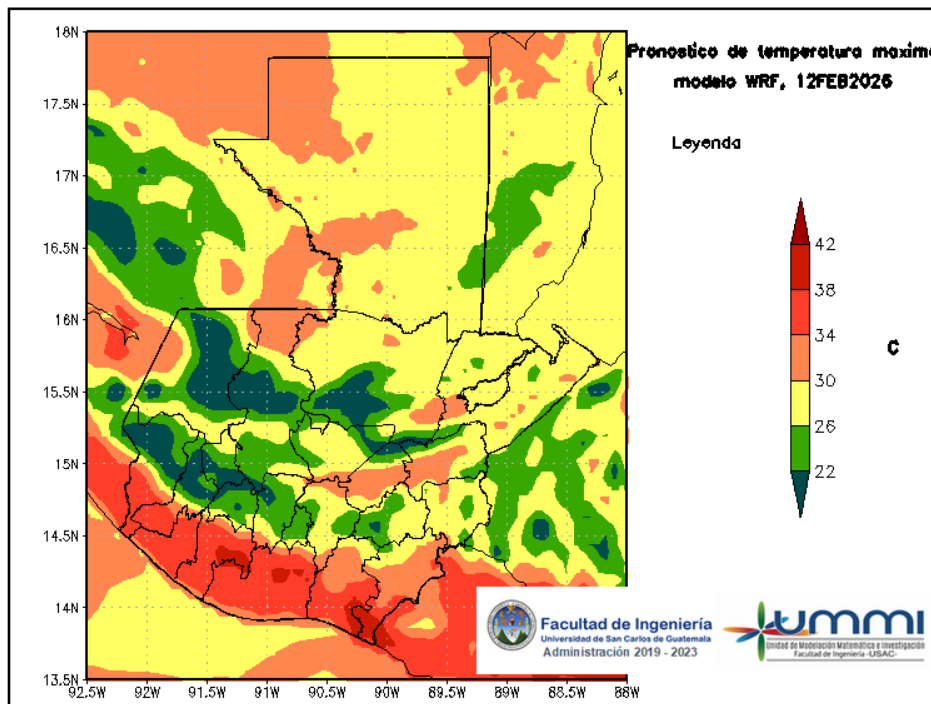 18N
17.5N
17N
16.5N
16N
15.5N
15N
14.5N
14N
13.5N
92.5W
92W
91.5W
91W
90.5W
90W
89.5W
89W
88.5W
88W
Pronostico de temperatura maxima
modelo WRF, 12FEB2026
Leyenda
42
38
34
30
26
22
C
Facultad de Ingeniería
Universidad de San Carlos de Guatemala
Administración 2019 - 2023
ummi
Unidad de Modelación Matemática e Investigación
Facultad de Ingeniería -USAC-